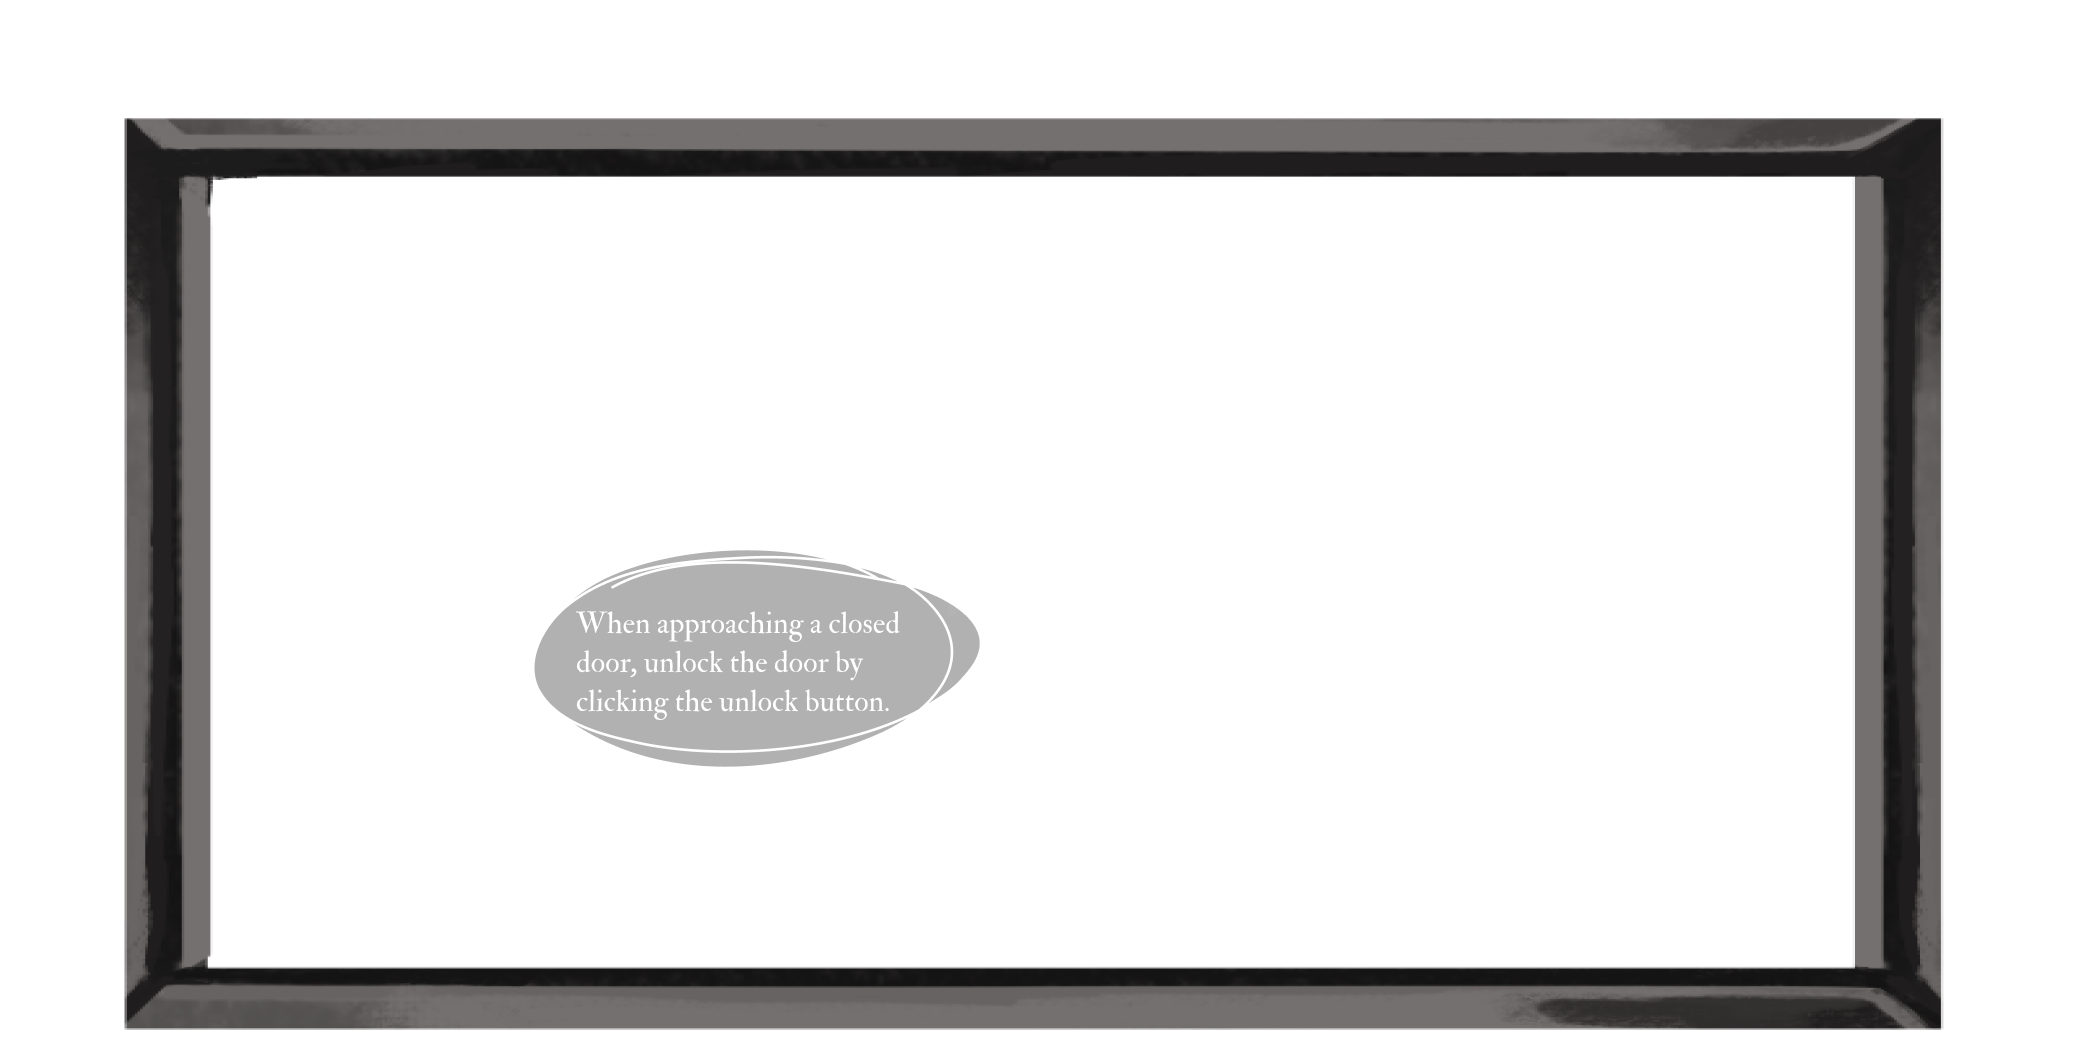 When approaching a closed
door, unlock the door by
clicking the unlock button.